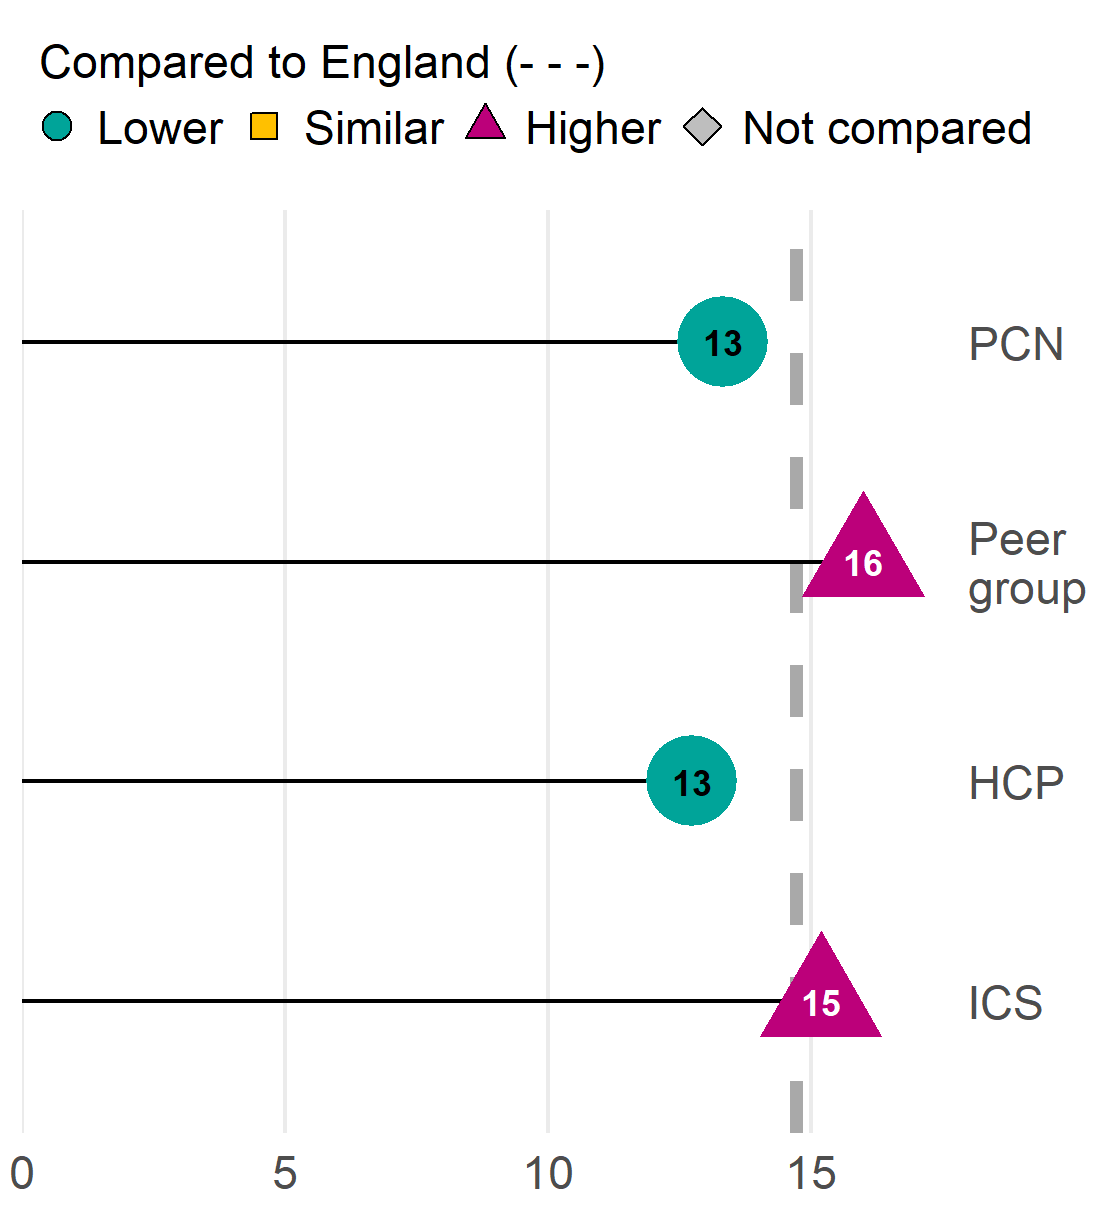 Compared to England (- - -)
Lower Similar Higher Not compared
13 PCN
16 Peer group
13 HCP
15 ICS
0 5 10 15